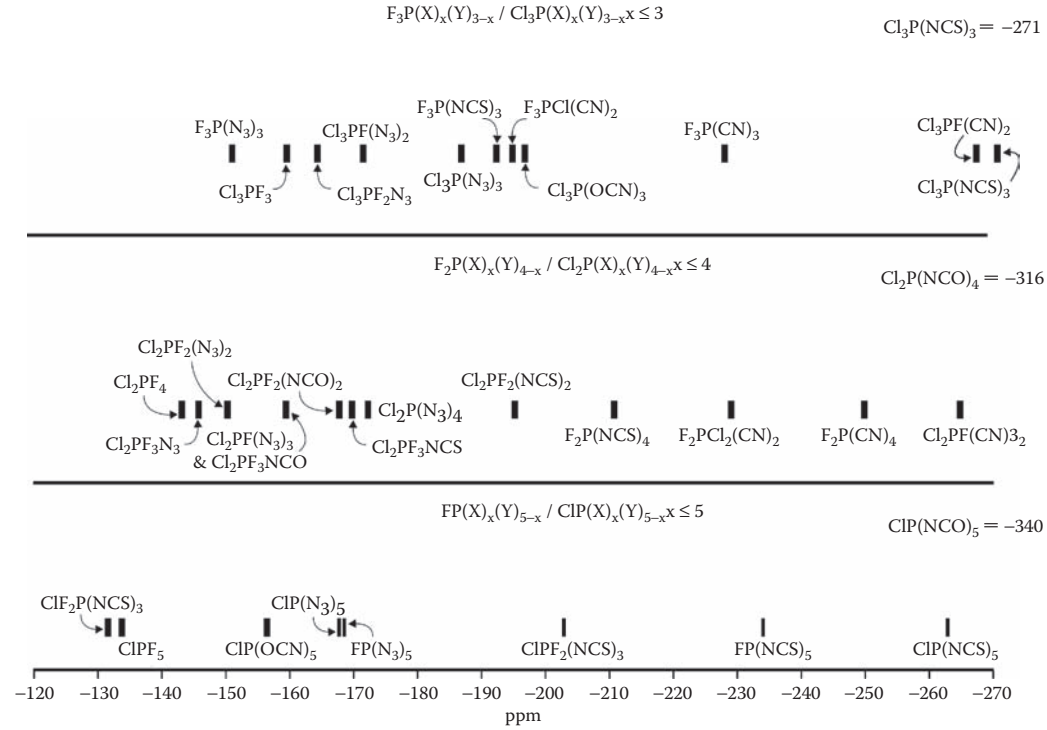 F₃P(X)ₓ(Y)₃₋ₓ / Cl₃P(X)ₓ(Y)₃₋ₓx ≤ 3
Cl₃P(NCS)₃ = −271
F₃P(NCS)₃ F₃PCl(CN)₂
F₃P(N₃)₃ Cl₃PF(N₃)₂ F₃P(CN)₃ Cl₃PF(CN)₂
Cl₃PF₃ Cl₃PF₂N₃ Cl₃P(N₃)₃ Cl₃P(OCN)₃ Cl₃P(NCS)₃
F₂P(X)ₓ(Y)₄₋ₓ / Cl₂P(X)ₓ(Y)₄₋ₓx ≤ 4
Cl₂P(NCO)₄ = −316
Cl₂PF₂(N₃)₂
Cl₂PF₄ Cl₂PF₂(NCO)₂ Cl₂PF₂(NCS)₂
Cl₂P(N₃)₄
Cl₂PF₃N₃ Cl₂PF(N₃)₃ Cl₂PF₃NCS F₂P(NCS)₄ F₂PCl₂(CN)₂ F₂P(CN)₄ Cl₂PF(CN)3₂
& Cl₂PF₃NCO
FP(X)ₓ(Y)₅₋ₓ / ClP(X)ₓ(Y)₅₋ₓx ≤ 5
ClP(NCO)₅ = −340
ClF₂P(NCS)₃ ClP(N₃)₅
ClPF₅ ClP(OCN)₅ FP(N₃)₅ ClPF₂(NCS)₃ FP(NCS)₅ ClP(NCS)₅
−120 −130 −140 −150 −160 −170 −180 −190 −200 −210 −220 −230 −240 −250 −260 −270
ppm